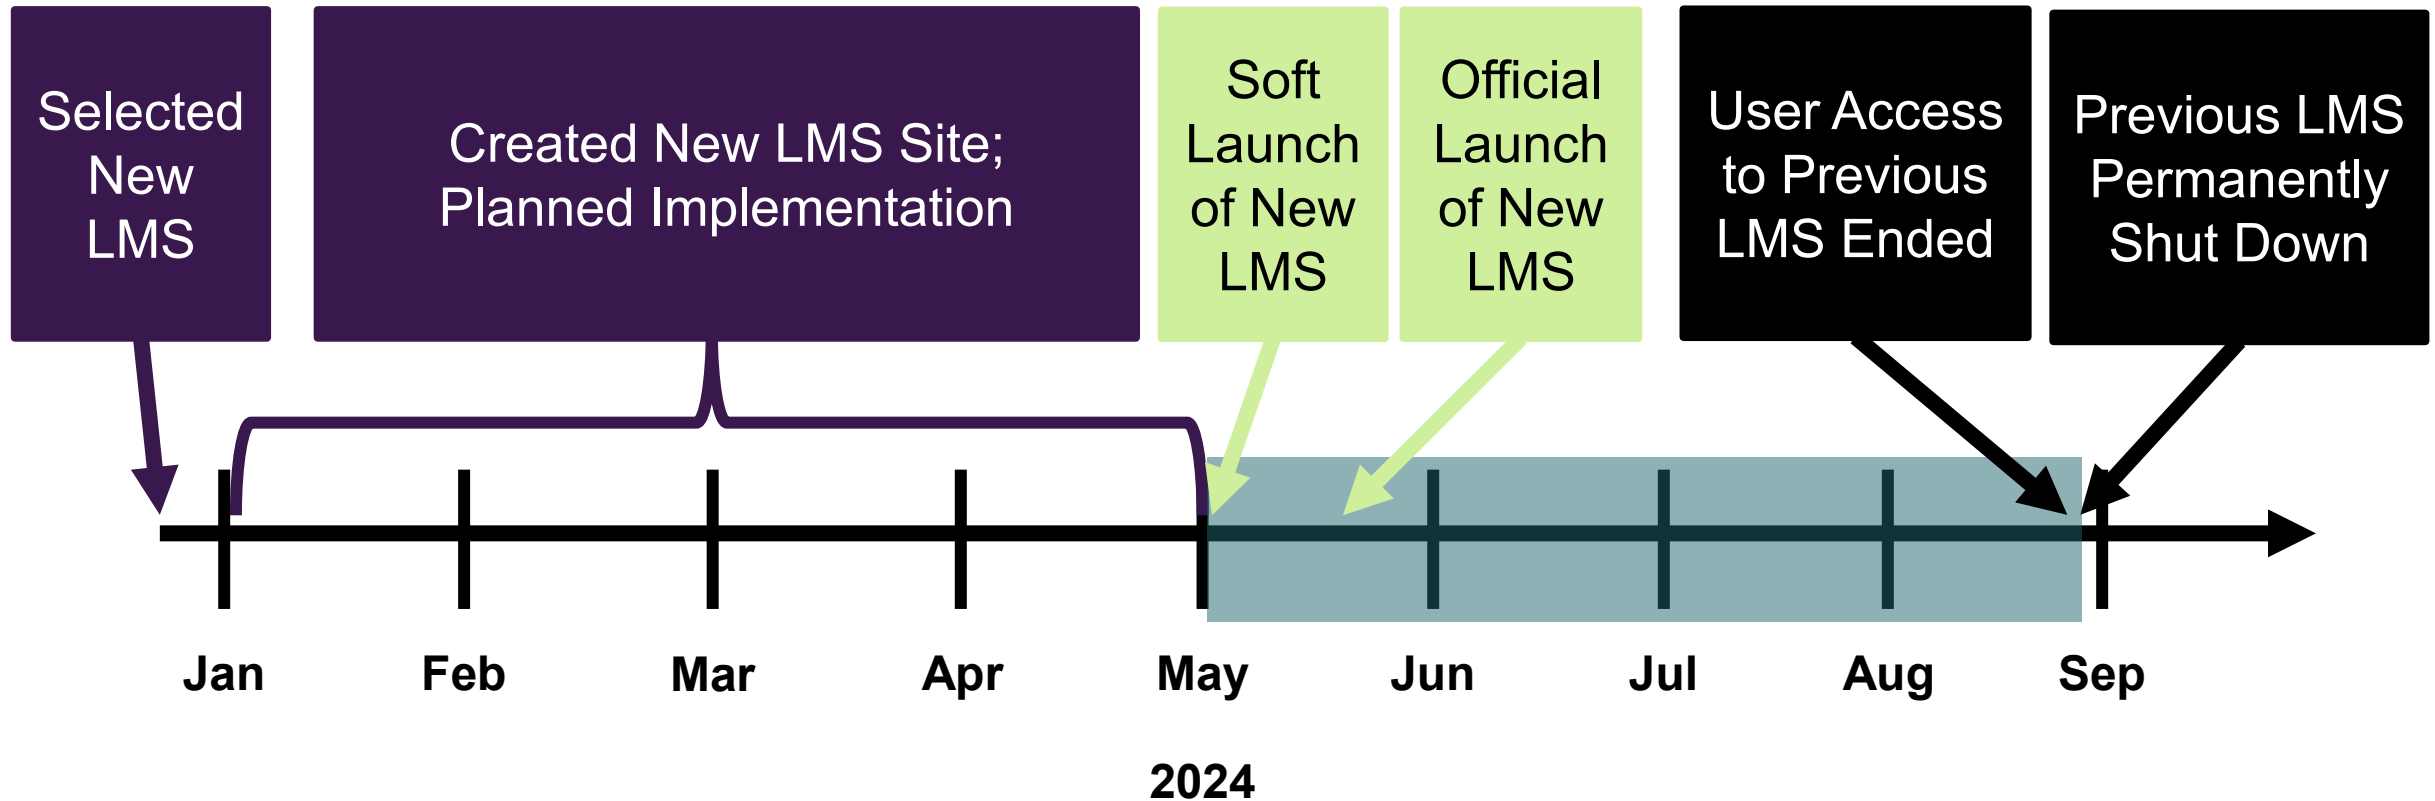 Selected
New
LMS
Created New LMS Site;
Planned Implementation
Soft
Launch
of New
LMS
Official
Launch
of New
LMS
User Access
to Previous
LMS Ended
Previous LMS
Permanently
Shut Down
Jan
Feb
Mar
Apr
May
Jun
Jul
Aug
Sep
2024